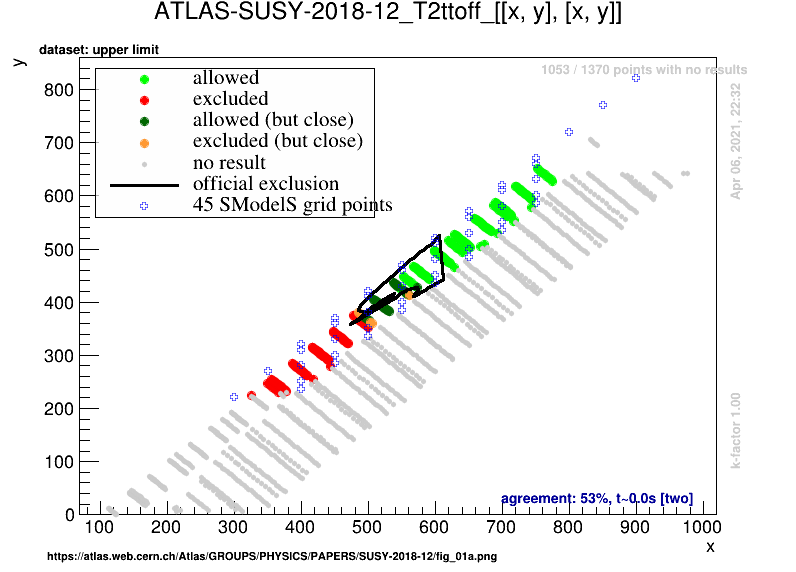 ATLAS-SUSY-2018-12_T2ttoff_[[x, y], [x, y]]
dataset: upper limit
y
1053 / 1370 points with no results
allowed
excluded
allowed (but close)
excluded (but close)
no result
official exclusion
45 SModelS grid points
Apr 06, 2021, 22:32
k-factor 1.00
800
700
600
500
400
300
200
100
0
agreement: 53%, t~0.0s [two]
100 200 300 400 500 600 700 800 900 1000
x
https://atlas.web.cern.ch/Atlas/GROUPS/PHYSICS/PAPERS/SUSY-2018-12/fig_01a.png